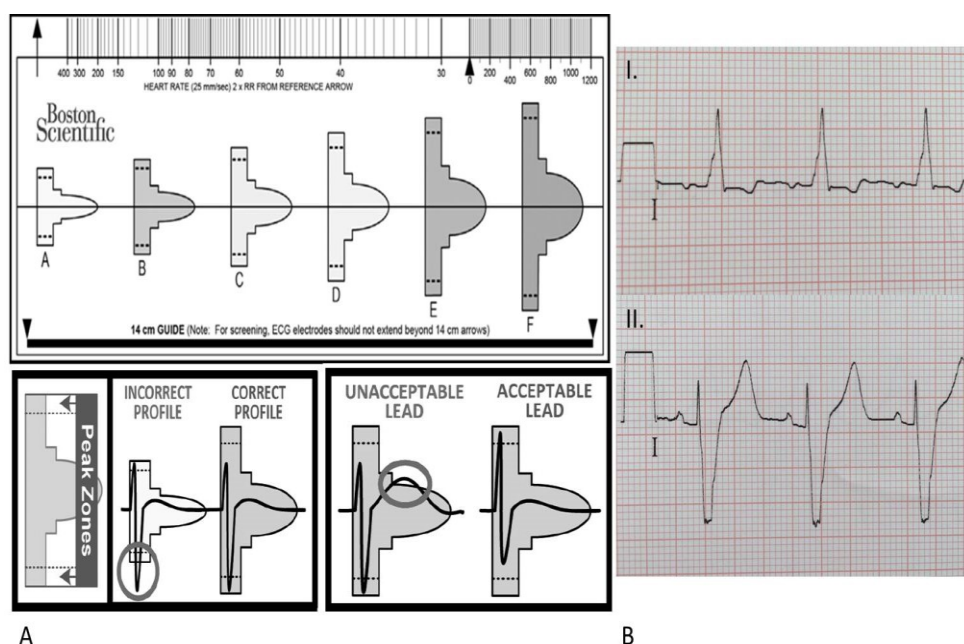 400 300 200 150 100 90 80 70 60 50 40 30 0 200 400 600 800 1000 1200
HEART RATE (25 mm/sec) 2 x RR FROM REFERENCE ARROW
Boston
Scientific
A B C D E F
14 cm GUIDE (Note: For screening, ECG electrodes should not extend beyond 14 cm arrows)
Peak Zones
INCORRECT
PROFILE
CORRECT
PROFILE
UNACCEPTABLE
LEAD
ACCEPTABLE
LEAD
A
I.
II.
B